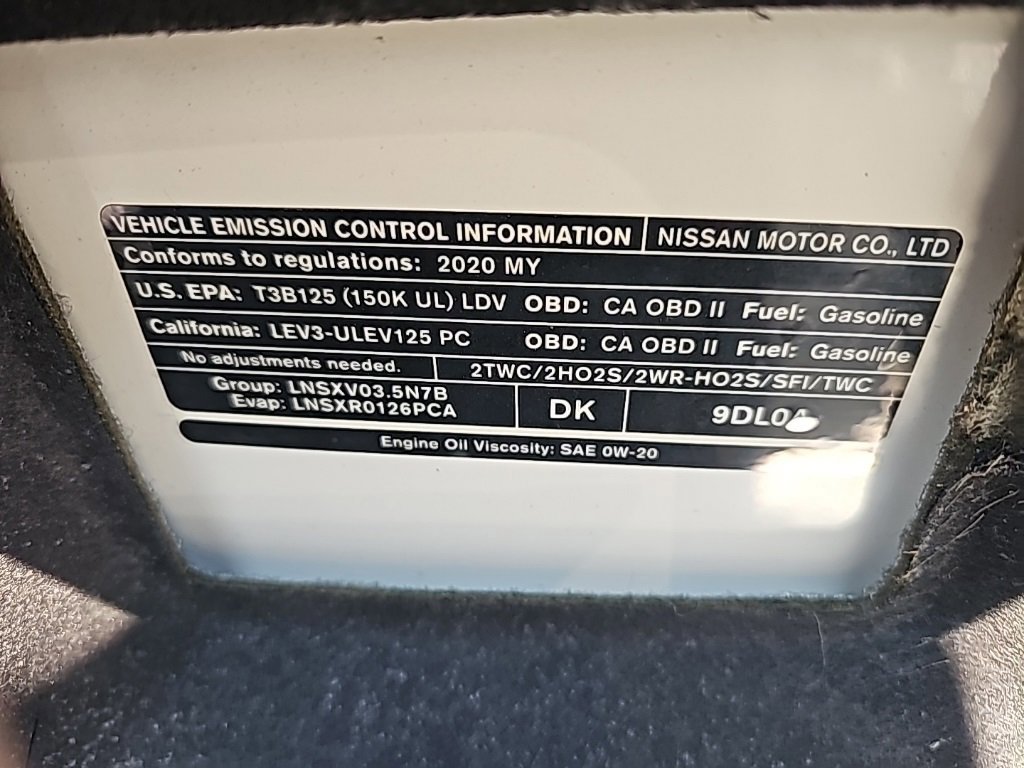 VEHICLE EMISSION CONTROL INFORMATION NISSAN MOTOR CO., LTD
Conforms to regulations: 2020 MY
U.S. EPA: T3B125 (150K UL) LDV OBD: CA OBD II Fuel: Gasoline
California: LEV3-ULEV125 PC OBD: CA OBD II Fuel: Gasoline
No adjustments needed. 2TWC/2HO2S/2WR-HO2S/SFI/TWC
Group: LNSXV03.5N7B
Evap: LNSXR0126PCA
DK
Engine Oil Viscosity: SAE 0W-20